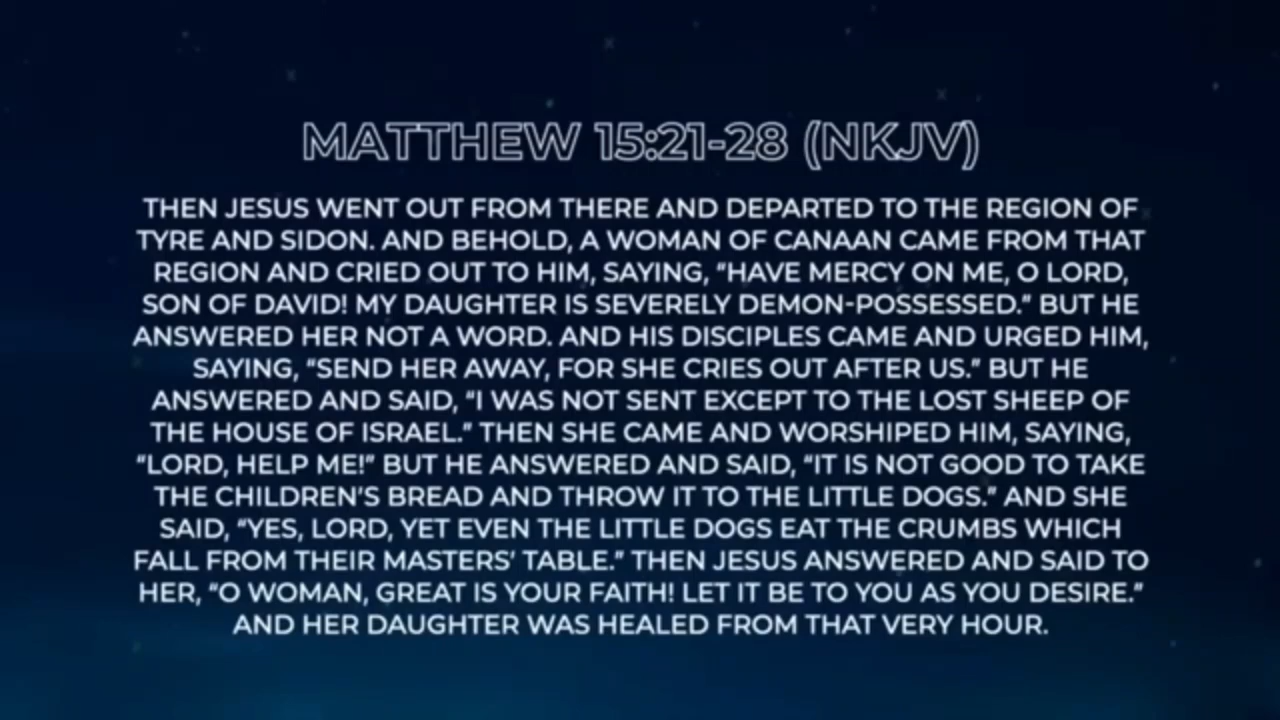 MATTHEW 15:21-28 (NKJV)
THEN JESUS WENT OUT FROM THERE AND DEPARTED TO THE REGION OF
TYRE AND SIDON. AND BEHOLD, A WOMAN OF CANAAN CAME FROM THAT
REGION AND CRIED OUT TO HIM, SAYING, “HAVE MERCY ON ME, O LORD,
SON OF DAVID! MY DAUGHTER IS SEVERELY DEMON-POSSESSED.” BUT HE
ANSWERED HER NOT A WORD. AND HIS DISCIPLES CAME AND URGED HIM,
SAYING, “SEND HER AWAY, FOR SHE CRIES OUT AFTER US.” BUT HE
ANSWERED AND SAID, “I WAS NOT SENT EXCEPT TO THE LOST SHEEP OF
THE HOUSE OF ISRAEL.” THEN SHE CAME AND WORSHIPED HIM, SAYING,
“LORD, HELP ME!” BUT HE ANSWERED AND SAID, “IT IS NOT GOOD TO TAKE
THE CHILDREN’S BREAD AND THROW IT TO THE LITTLE DOGS.” AND SHE
SAID, “YES, LORD, YET EVEN THE LITTLE DOGS EAT THE CRUMBS WHICH
FALL FROM THEIR MASTERS’ TABLE.” THEN JESUS ANSWERED AND SAID TO
HER, “O WOMAN, GREAT IS YOUR FAITH! LET IT BE TO YOU AS YOU DESIRE.”
AND HER DAUGHTER WAS HEALED FROM THAT VERY HOUR.